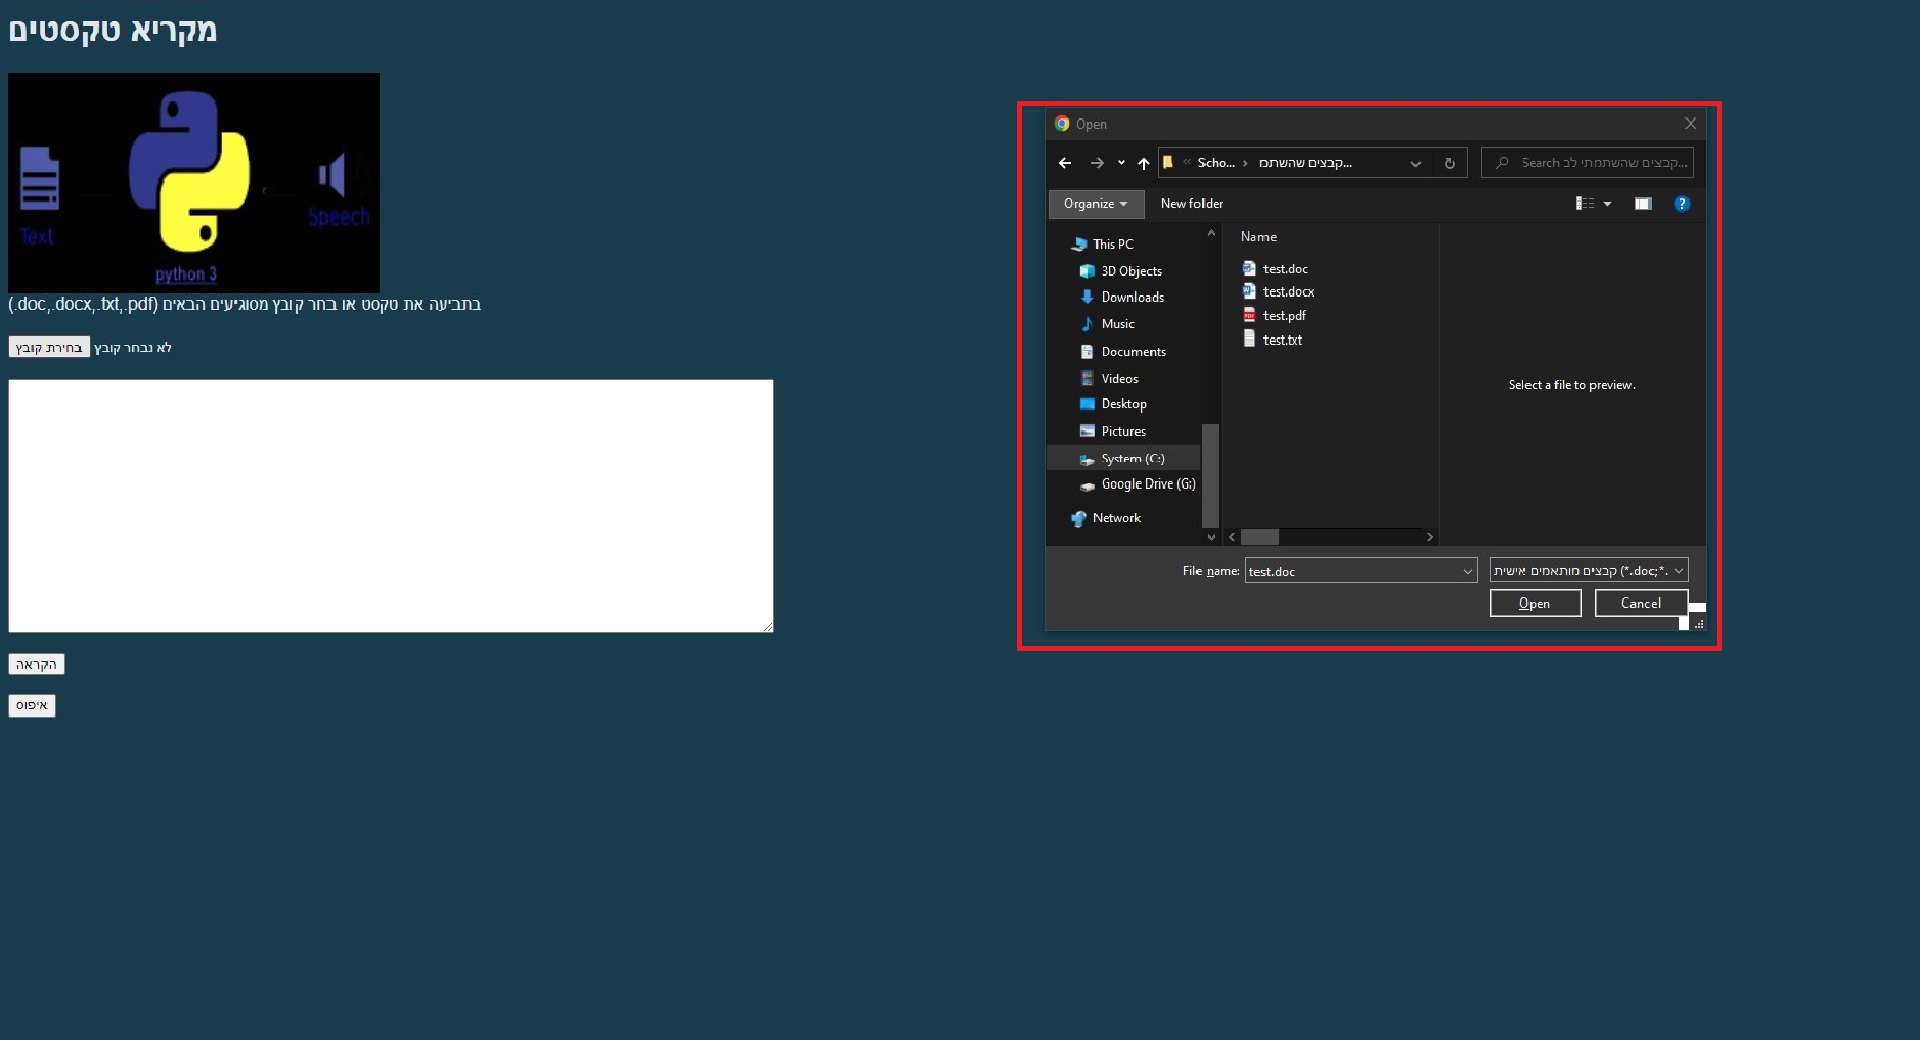 מקריא טקסטים
Text
python 3
Speech
בתביעה את טקסט או בחר קובץ מסוגיעים הבאים (.doc,.docx,.txt,.pdf)
בחירת קובץ לא נבחר קובץ
הקראה
איפוס
Open
« Scho... › קבצים שהשתמ...
Search קבצים שהשתמתי לב...
Organize
New folder
This PC
3D Objects
Downloads
Music
Documents
Videos
Desktop
Pictures
System (C:)
Google Drive (G:)
Network
Name
test.doc
test.docx
test.pdf
test.txt
Select a file to preview.
File name: test.doc
קבצים מותאמים אישית (*.doc;*.
Open
Cancel